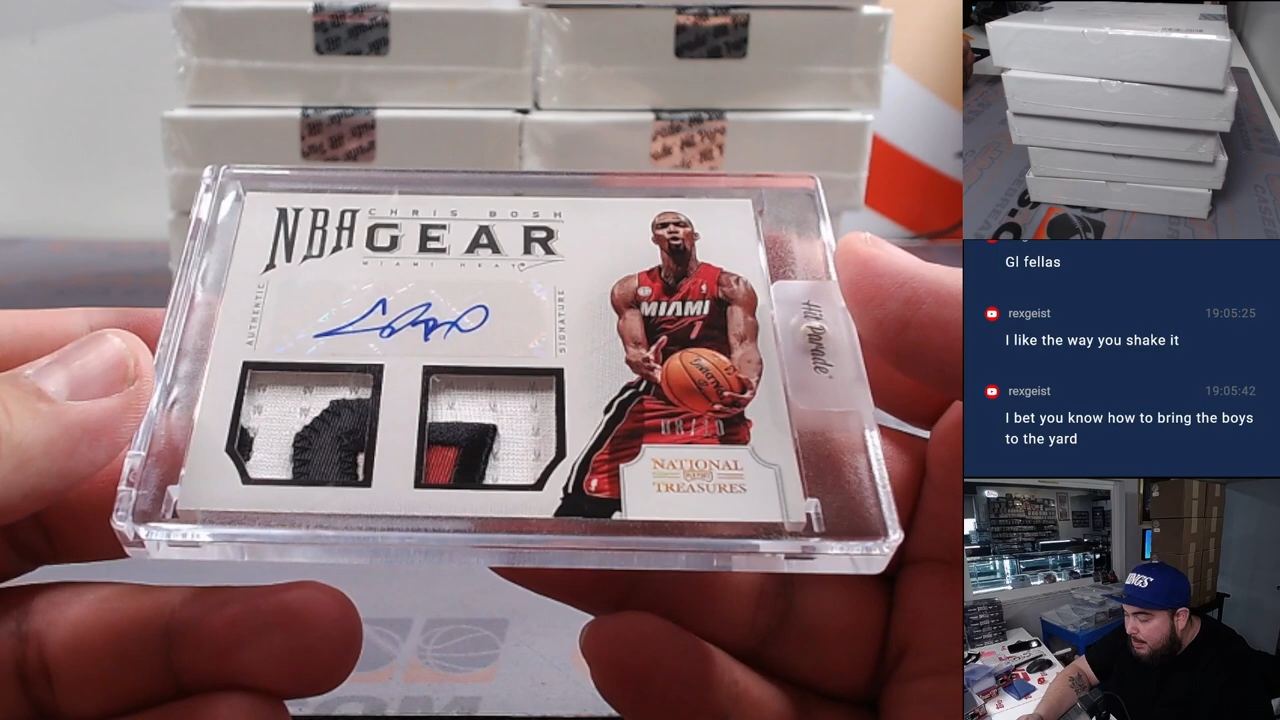 NBA
CHRIS BOSH
GEAR
MIAMI HEAT
AUTHENTIC
SIGNATURE
MIAMI
1
SPALDING
NATIONAL
TREASURES
Hit Parade
Gl fellas
rexgeist 19:05:25
I like the way you shake it
rexgeist 19:05:42
I bet you know how to bring the boys
to the yard